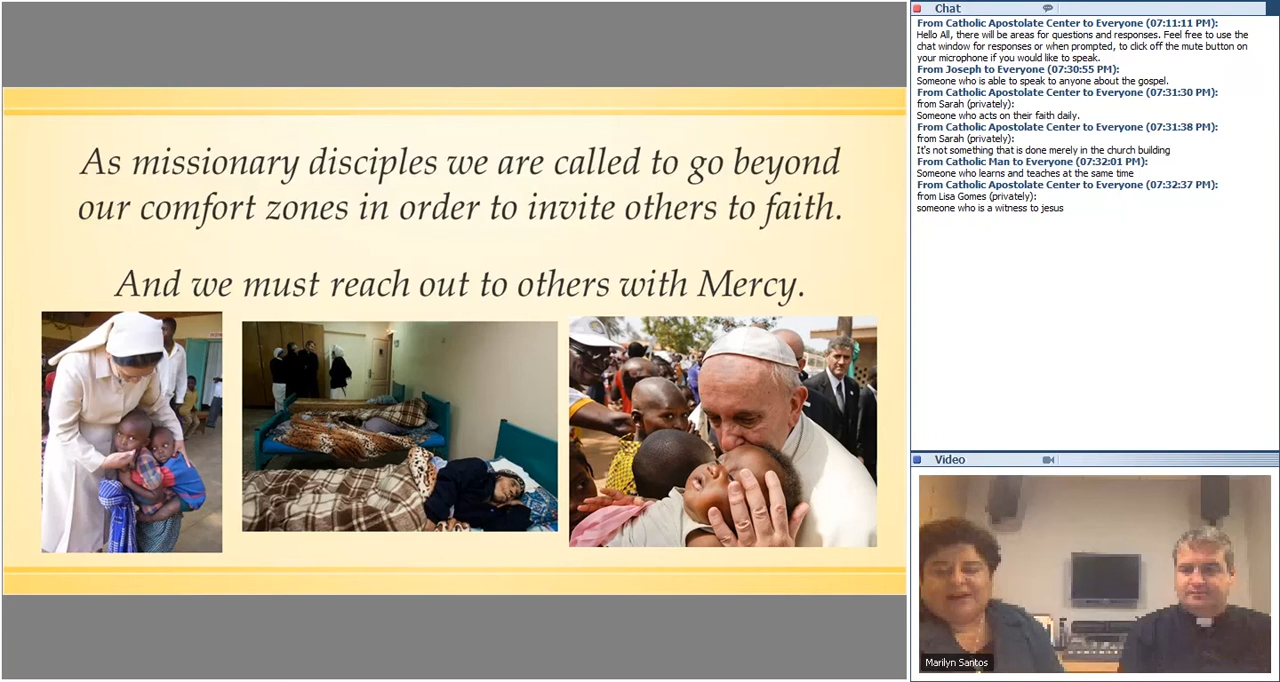 As missionary disciples we are called to go beyond
our comfort zones in order to invite others to faith.
And we must reach out to others with Mercy.
Chat
From Catholic Apostolate Center to Everyone (07:11:11 PM):
Hello All, there will be areas for questions and responses. Feel free to use the
chat window for responses or when prompted, to click off the mute button on
your microphone if you would like to speak.
From Joseph to Everyone (07:30:55 PM):
Someone who is able to speak to anyone about the gospel.
From Catholic Apostolate Center to Everyone (07:31:30 PM):
from Sarah (privately):
Someone who acts on their faith daily.
From Catholic Apostolate Center to Everyone (07:31:38 PM):
from Sarah (privately):
It's not something that is done merely in the church building
From Catholic Man to Everyone (07:32:01 PM):
Someone who learns and teaches at the same time
From Catholic Apostolate Center to Everyone (07:32:37 PM):
from Lisa Gomes (privately):
someone who is a witness to jesus
Video
Marilyn Santos